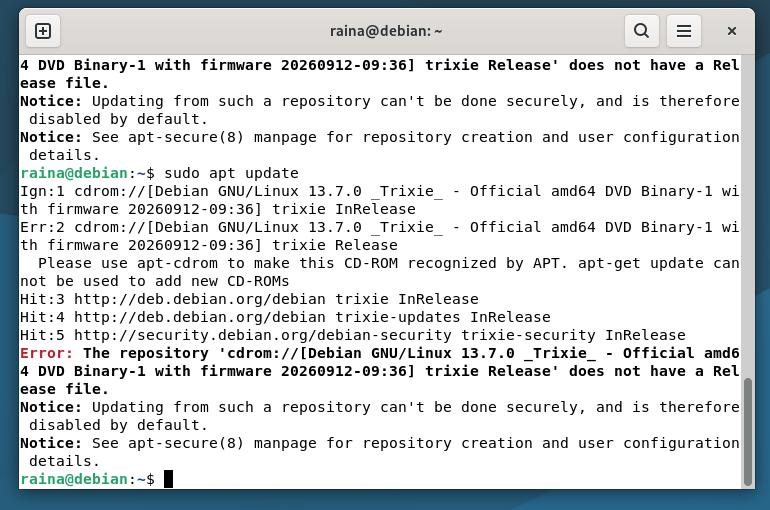 raina@debian: ~
4 DVD Binary-1 with firmware 20260912-09:36] trixie Release' does not have a Rel
ease file.
Notice: Updating from such a repository can't be done securely, and is therefore
 disabled by default.
Notice: See apt-secure(8) manpage for repository creation and user configuration
 details.
raina@debian:~$ sudo apt update
Ign:1 cdrom://[Debian GNU/Linux 13.7.0 _Trixie_ - Official amd64 DVD Binary-1 wi
th firmware 20260912-09:36] trixie InRelease
Err:2 cdrom://[Debian GNU/Linux 13.7.0 _Trixie_ - Official amd64 DVD Binary-1 wi
th firmware 20260912-09:36] trixie Release
  Please use apt-cdrom to make this CD-ROM recognized by APT. apt-get update can
not be used to add new CD-ROMs
Hit:3 http://deb.debian.org/debian trixie InRelease
Hit:4 http://deb.debian.org/debian trixie-updates InRelease
Hit:5 http://security.debian.org/debian-security trixie-security InRelease
Error: The repository 'cdrom://[Debian GNU/Linux 13.7.0 _Trixie_ - Official amd6
4 DVD Binary-1 with firmware 20260912-09:36] trixie Release' does not have a Rel
ease file.
Notice: Updating from such a repository can't be done securely, and is therefore
 disabled by default.
Notice: See apt-secure(8) manpage for repository creation and user configuration
 details.
raina@debian:~$